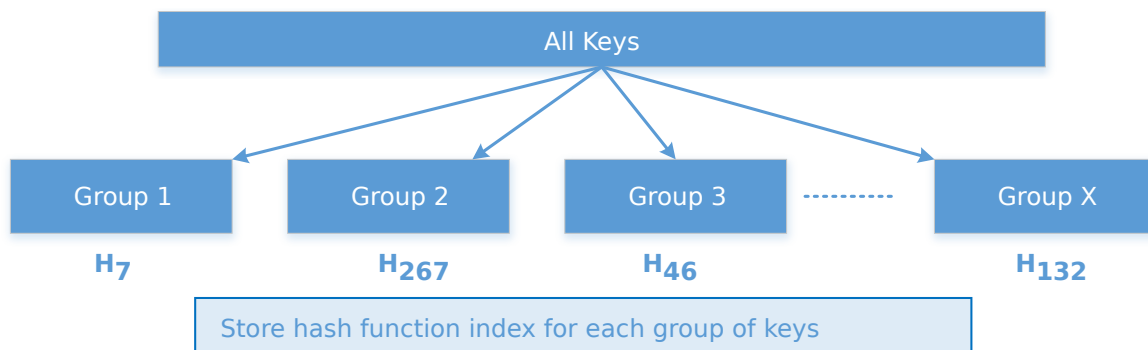 All Keys
Group 1 Group 2 Group 3 Group X
H7 H267 H46 H132
Store hash function index for each group of keys